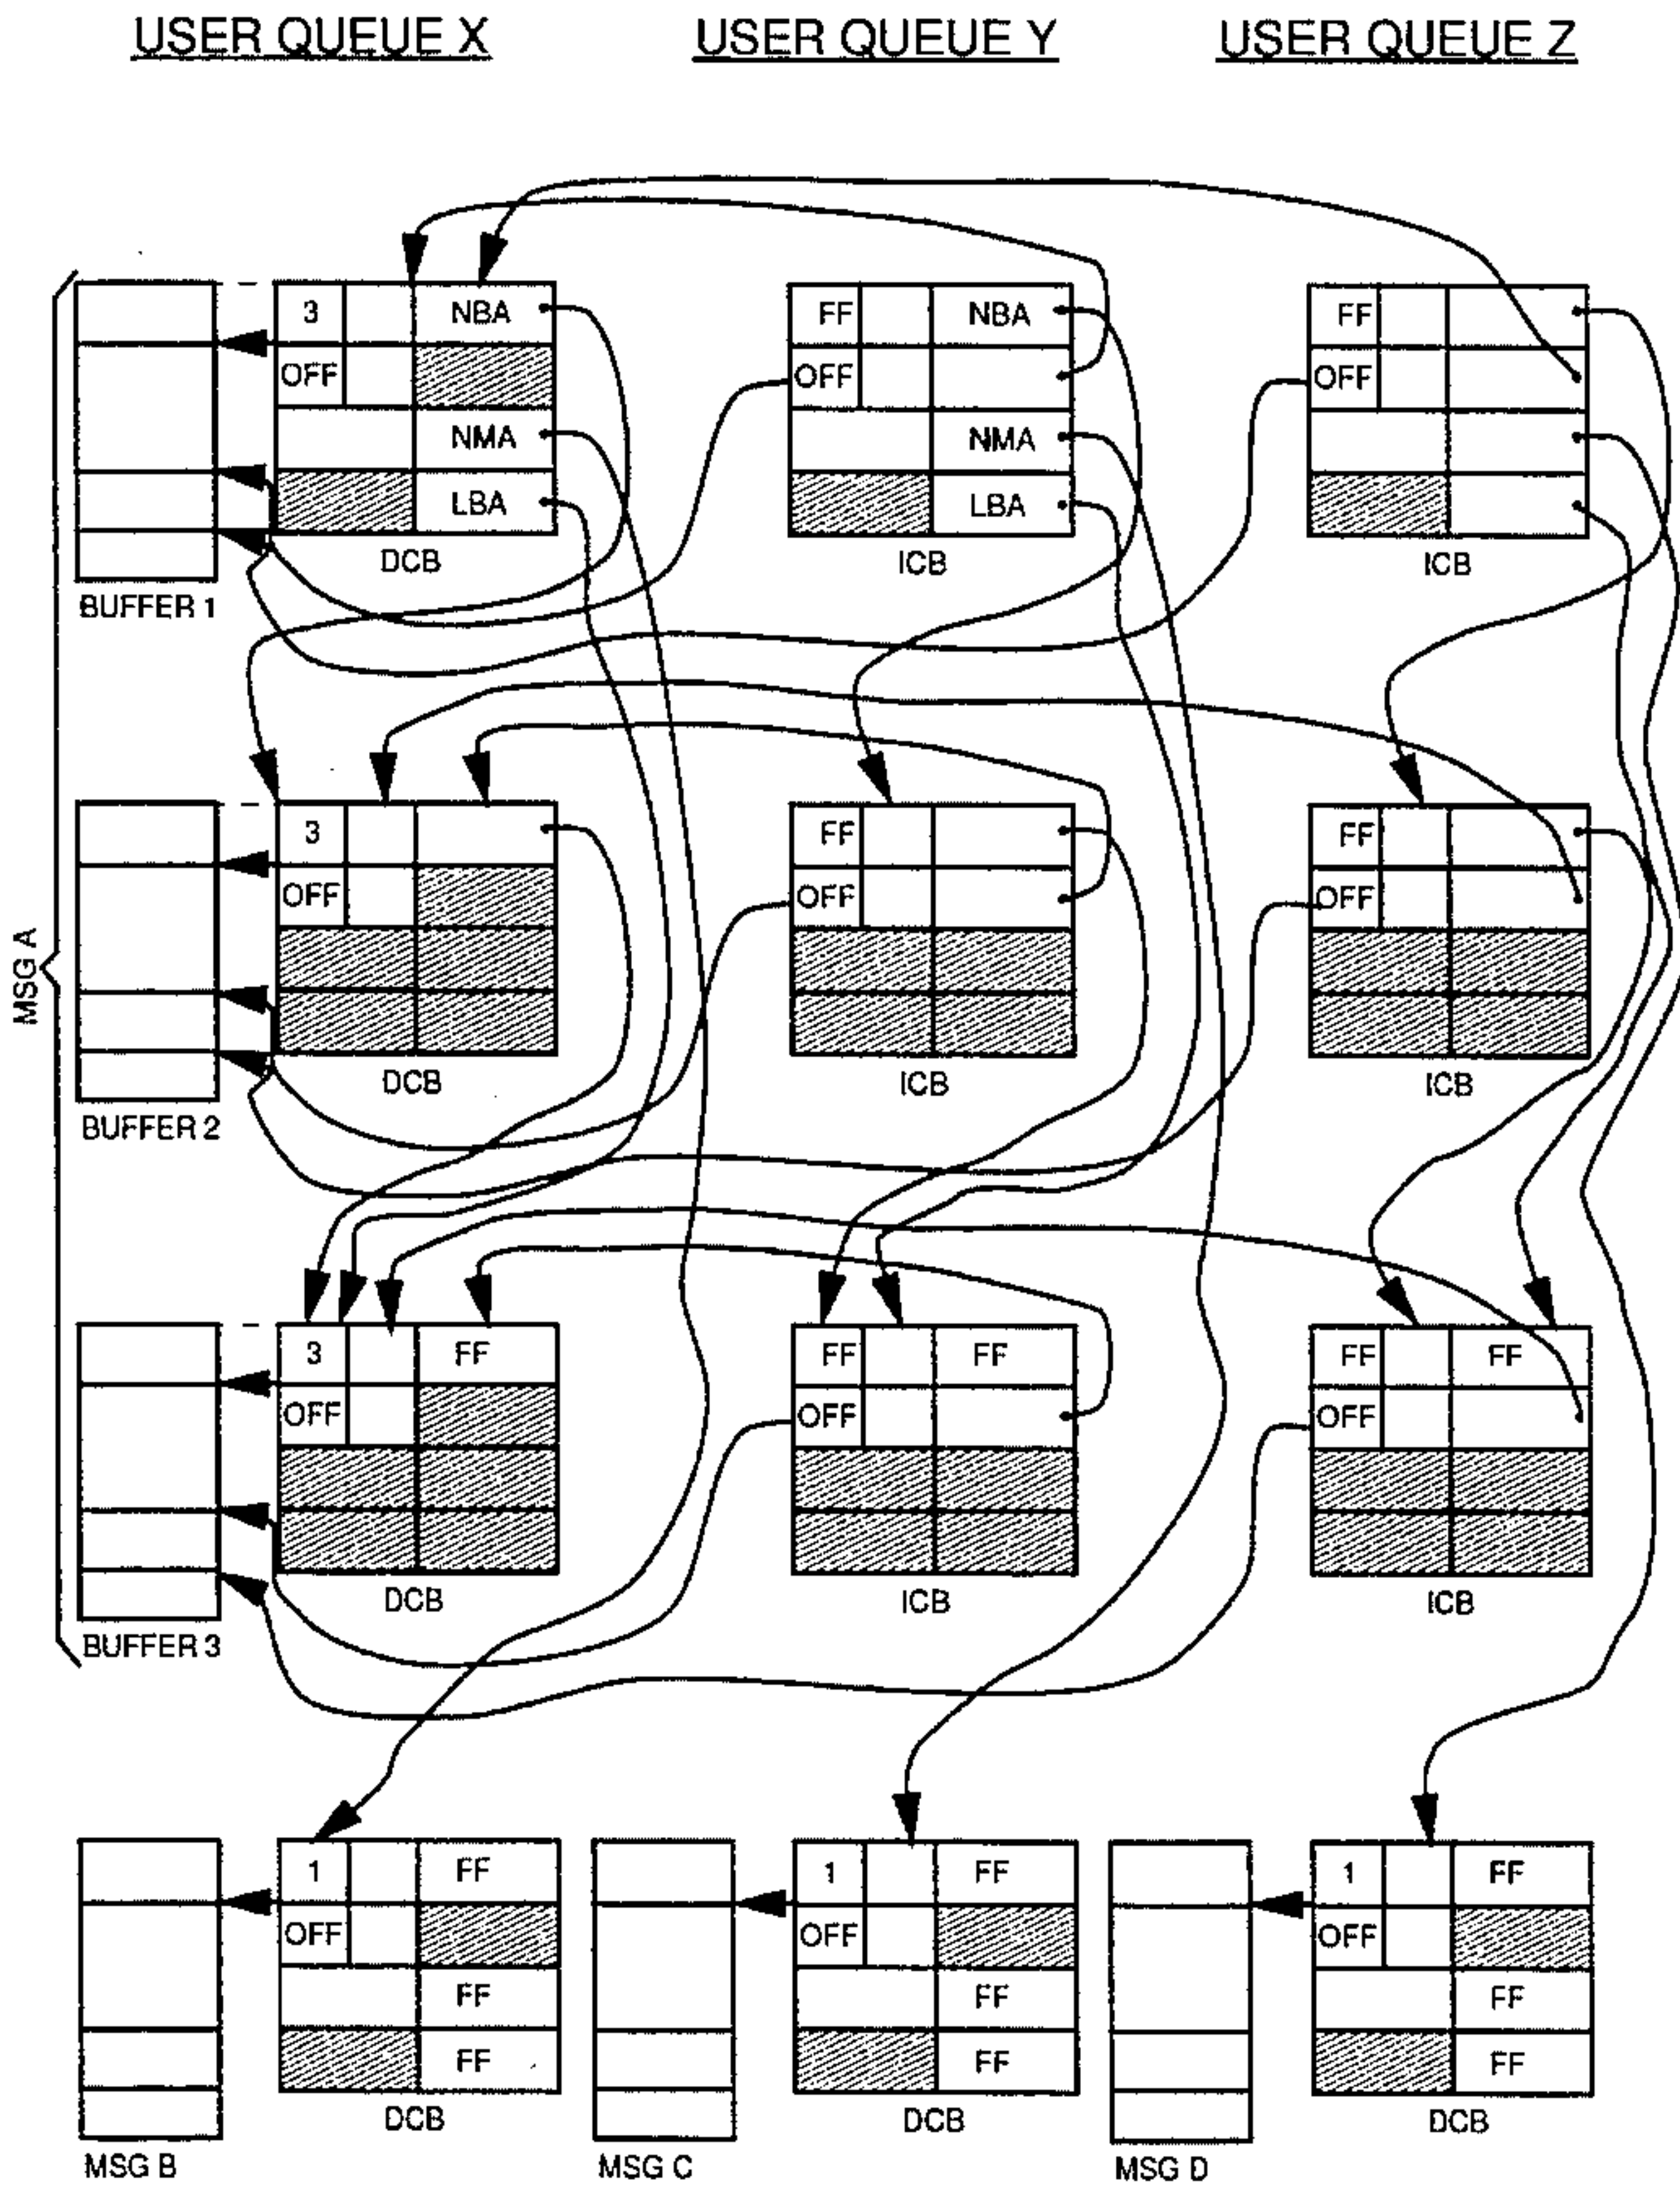 USER QUEUE X USER QUEUE Y USER QUEUE Z
3 NBA FF NBA FF
OFF OFF OFF
NMA NMA
LBA LBA
DCB ICB ICB
BUFFER 1
3 FF FF
OFF OFF OFF
MSG A
DCB ICB ICB
BUFFER 2
3 FF FF FF FF FF
OFF OFF OFF
DCB ICB ICB
BUFFER 3
1 FF 1 FF 1 FF
OFF OFF OFF
FF FF FF
FF FF FF
DCB DCB DCB
MSG B MSG C MSG D